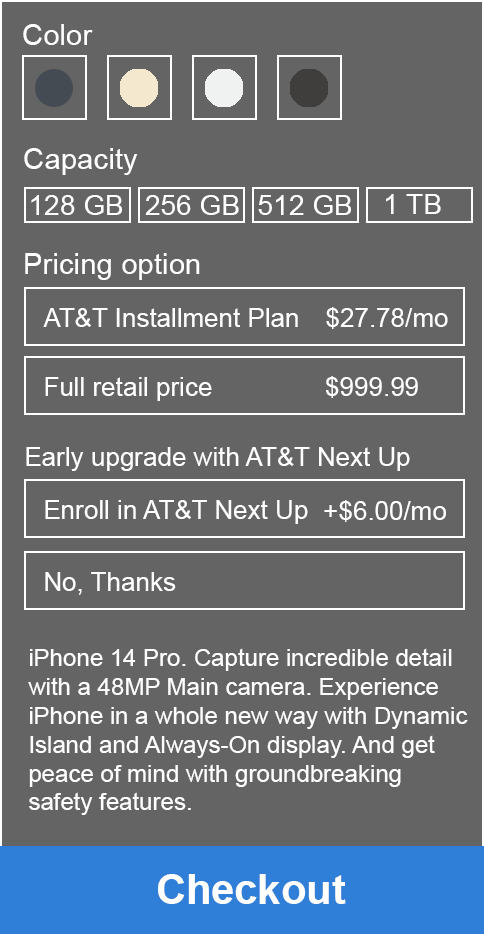 Color
Capacity
128 GB 256 GB 512 GB 1 TB
Pricing option
AT&T Installment Plan $27.78/mo
Full retail price $999.99
Early upgrade with AT&T Next Up
Enroll in AT&T Next Up +$6.00/mo
No, Thanks
iPhone 14 Pro. Capture incredible detail
with a 48MP Main camera. Experience
iPhone in a whole new way with Dynamic
Island and Always-On display. And get
peace of mind with groundbreaking
safety features.
Checkout